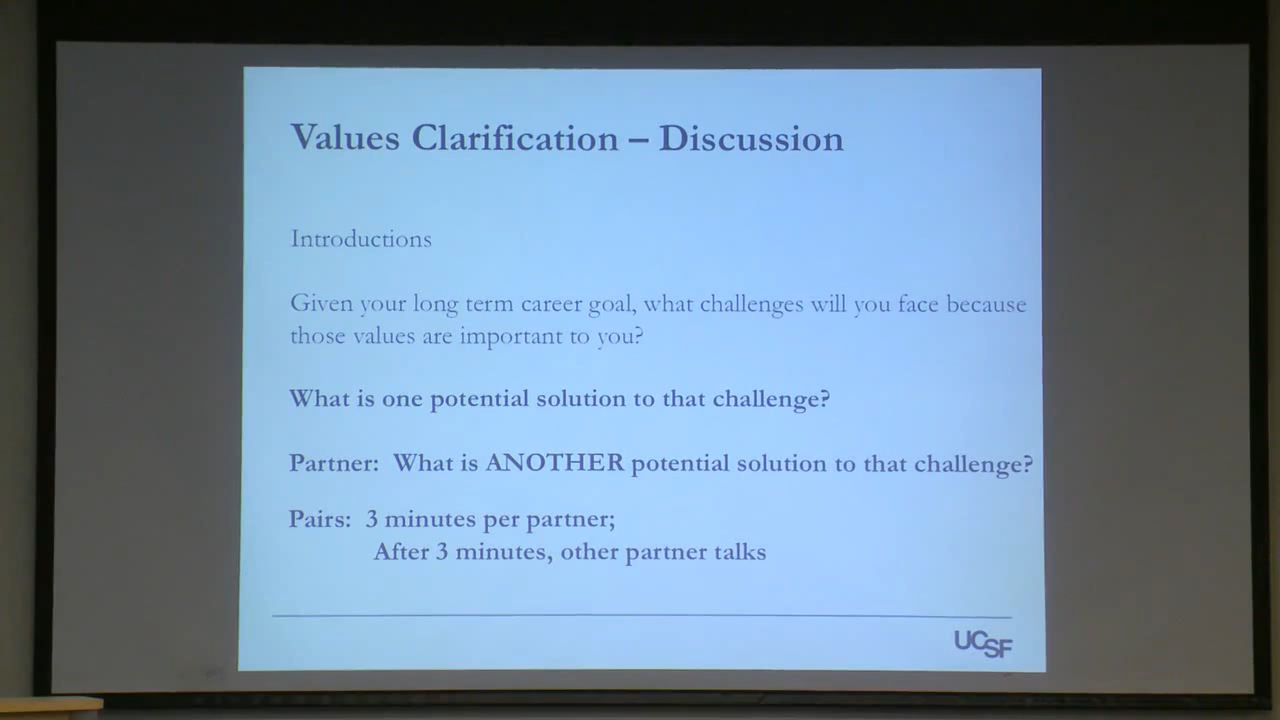 Values Clarification – Discussion
Introductions
Given your long term career goal, what challenges will you face because
those values are important to you?
What is one potential solution to that challenge?
Partner: What is ANOTHER potential solution to that challenge?
Pairs: 3 minutes per partner;
After 3 minutes, other partner talks
UCSF